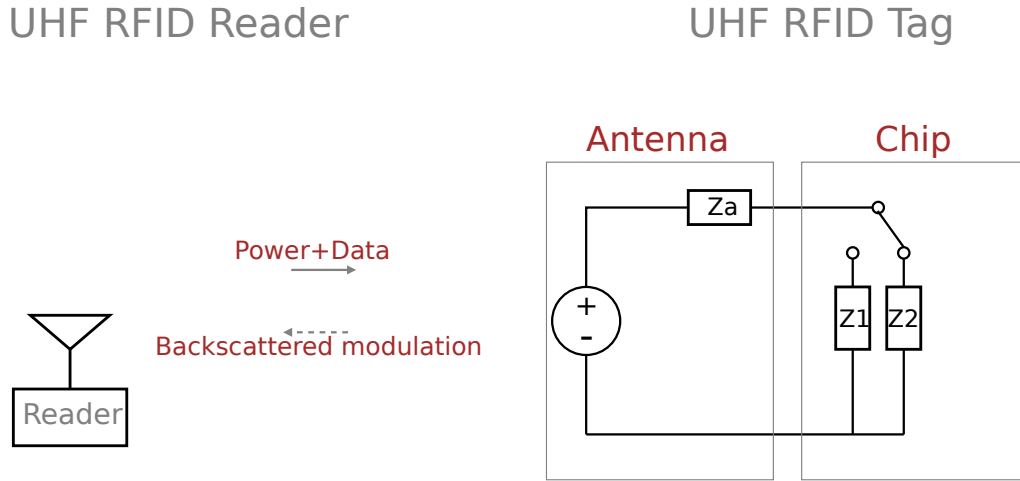 UHF RFID Reader
UHF RFID Tag
Antenna
Chip
Za
Power+Data
+
-
Z1
Z2
Backscattered modulation
Reader